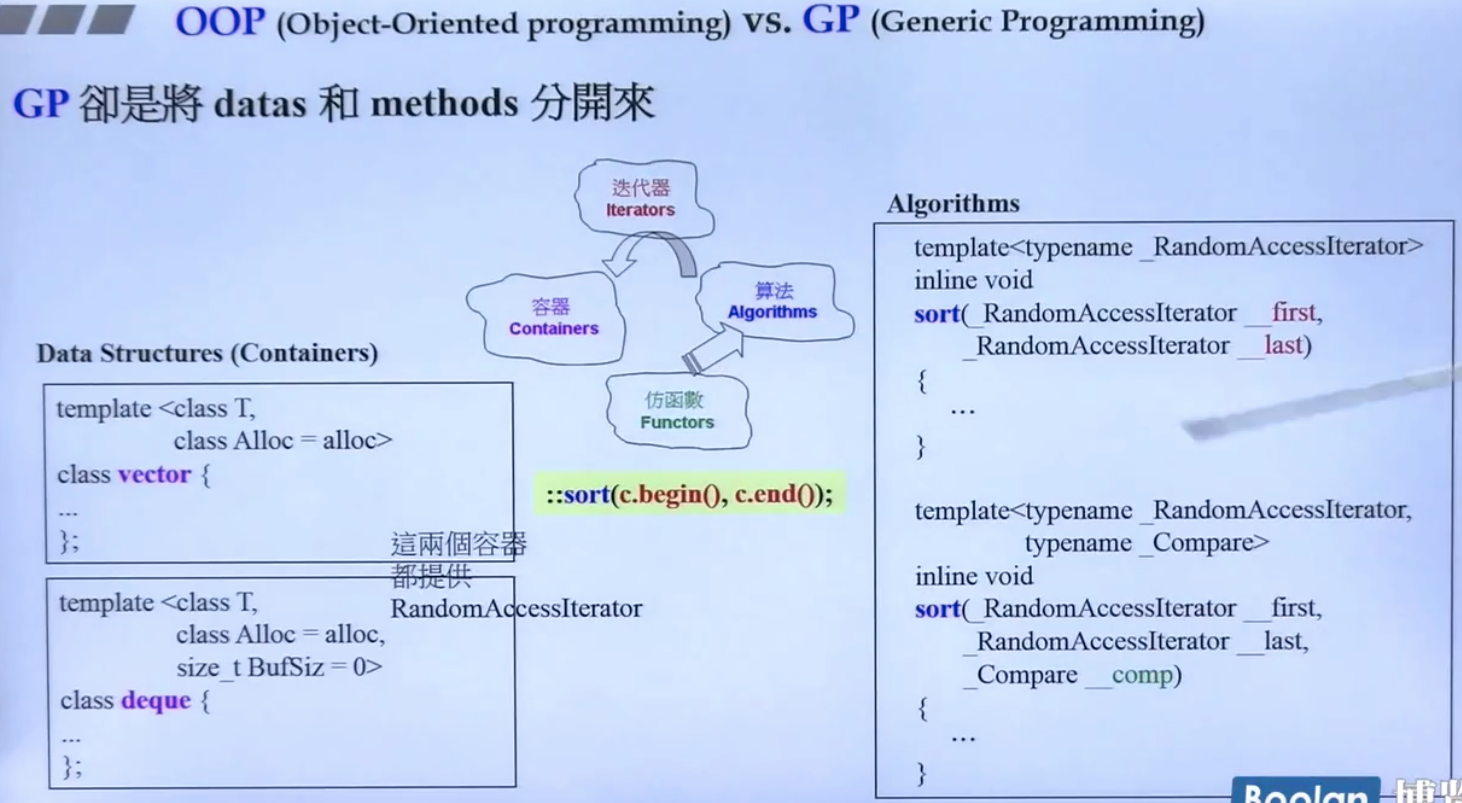 OOP (Object-Oriented programming) vs. GP (Generic Programming)
GP 卻是將 datas 和 methods 分開來
迭代器
Iterators
容器
Containers
算法
Algorithms
仿函數
Functors
::sort(c.begin(), c.end());
Data Structures (Containers)
template <class T,
class Alloc = alloc>
class vector {
...
};
template <class T,
class Alloc = alloc,
size_t BufSiz = 0>
class deque {
...
};
這兩個容器
都提供
RandomAccessIterator
Algorithms
template<typename _RandomAccessIterator>
inline void
sort(_RandomAccessIterator __first,
_RandomAccessIterator __last)
{
...
}
template<typename _RandomAccessIterator,
typename _Compare>
inline void
sort(_RandomAccessIterator __first,
_RandomAccessIterator __last,
_Compare __comp)
{
...
}
Boolan 博